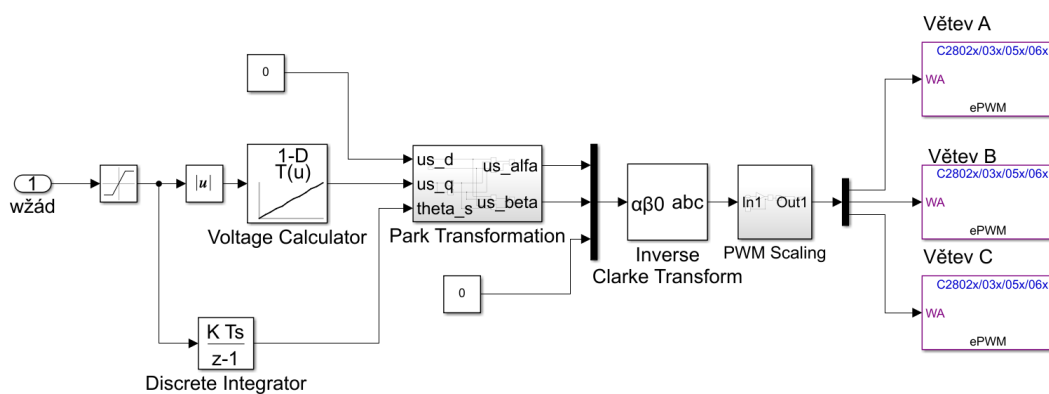 Větev A
C2802x/03x/05x/06x
WA
ePWM
0
1
wžád
|u|
1-D
T(u)
Voltage Calculator
us_d
us_q
theta_s
us_alfa
us_beta
Park Transformation
0
αβ0 abc
Inverse
Clarke Transform
In1
Out1
PWM Scaling
Větev B
C2802x/03x/05x/06x
WA
ePWM
Větev C
C2802x/03x/05x/06x
WA
ePWM
K Ts
z-1
Discrete Integrator